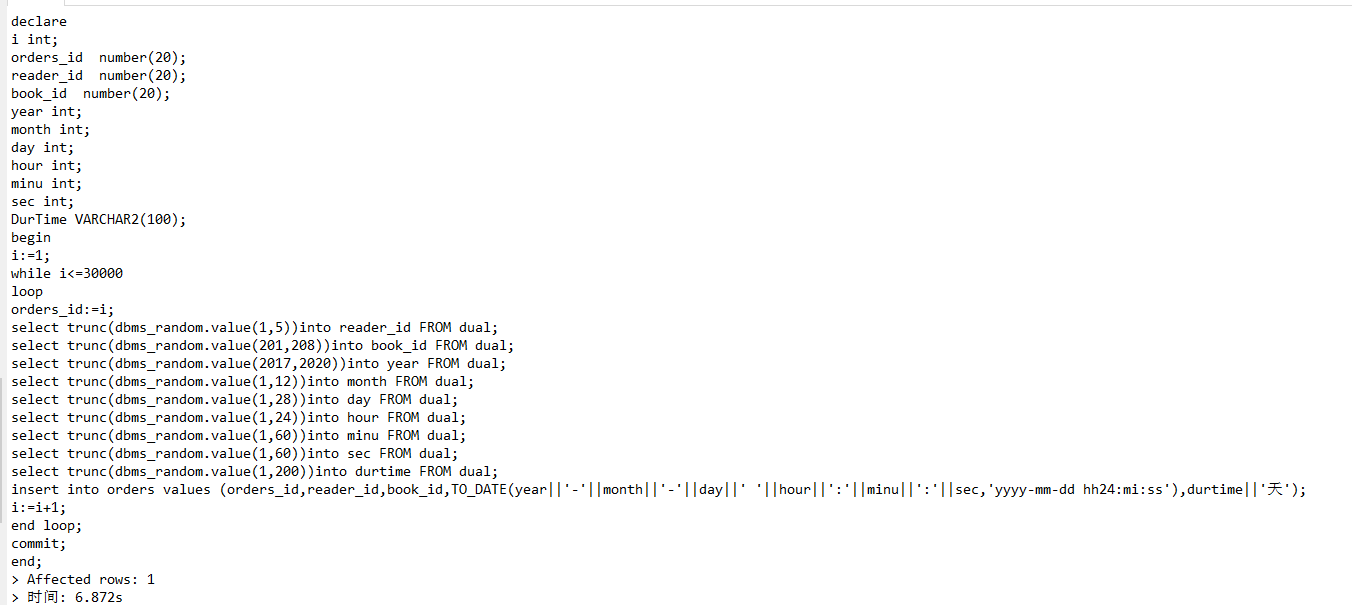 declare
i int;
orders_id  number(20);
reader_id  number(20);
book_id  number(20);
year int;
month int;
day int;
hour int;
minu int;
sec int;
DurTime VARCHAR2(100);
begin
i:=1;
while i<=30000
loop
orders_id:=i;
select trunc(dbms_random.value(1,5))into reader_id FROM dual;
select trunc(dbms_random.value(201,208))into book_id FROM dual;
select trunc(dbms_random.value(2017,2020))into year FROM dual;
select trunc(dbms_random.value(1,12))into month FROM dual;
select trunc(dbms_random.value(1,28))into day FROM dual;
select trunc(dbms_random.value(1,24))into hour FROM dual;
select trunc(dbms_random.value(1,60))into minu FROM dual;
select trunc(dbms_random.value(1,60))into sec FROM dual;
select trunc(dbms_random.value(1,200))into durtime FROM dual;
insert into orders values (orders_id,reader_id,book_id,TO_DATE(year||'-'||month||'-'||day||' '||hour||':'||minu||':'||sec,'yyyy-mm-dd hh24:mi:ss'),durtime||'天');
i:=i+1;
end loop;
commit;
end;
> Affected rows: 1
> 时间: 6.872s